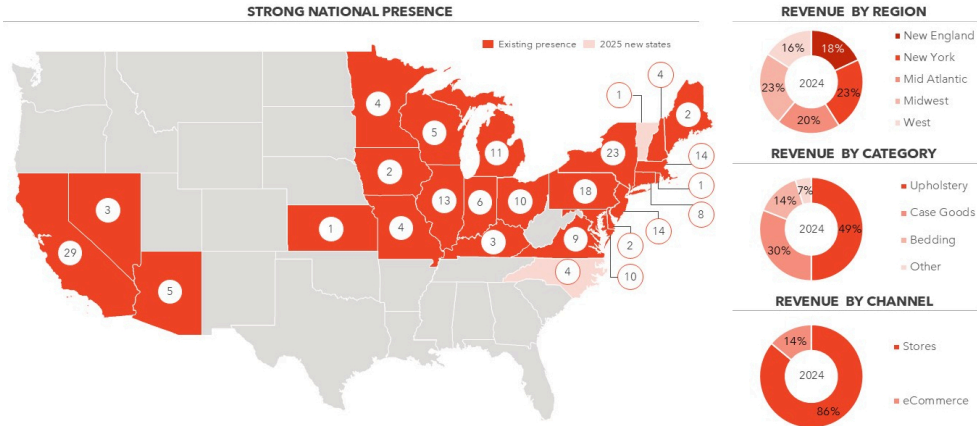 STRONG NATIONAL PRESENCE
Existing presence
2025 new states
4
5
11
2
13
6
10
4
1
3
3
29
5
23
18
9
4
1
4
2
14
1
8
14
2
10
REVENUE BY REGION
18%
23%
20%
23%
16%
2024
New England
New York
Mid Atlantic
Midwest
West
REVENUE BY CATEGORY
49%
30%
14%
7%
2024
Upholstery
Case Goods
Bedding
Other
REVENUE BY CHANNEL
14%
86%
2024
Stores
eCommerce